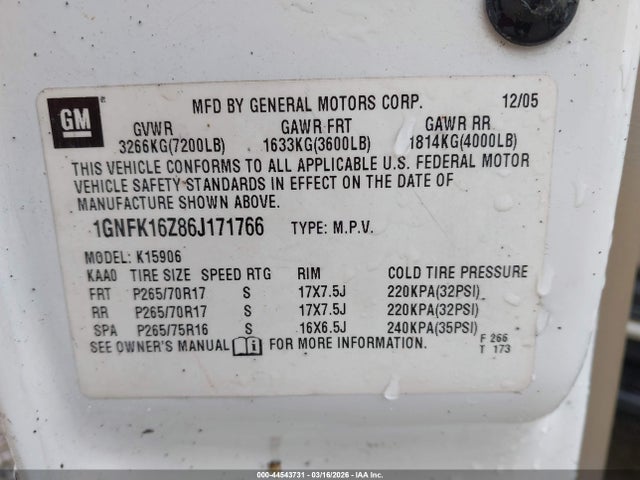 GM
MFD BY GENERAL MOTORS CORP. 12/05
GVWR GAWR FRT GAWR RR
3266KG(7200LB) 1633KG(3600LB) 1814KG(4000LB)
THIS VEHICLE CONFORMS TO ALL APPLICABLE U.S. FEDERAL MOTOR
VEHICLE SAFETY STANDARDS IN EFFECT ON THE DATE OF
MANUFACTURE SHOWN ABOVE.
1GNFK16Z86J171766 TYPE: M.P.V.
MODEL: K15906
KAAO TIRE SIZE SPEED RTG RIM COLD TIRE PRESSURE
FRT P265/70R17 S 17X7.5J 220KPA(32PSI)
RR P265/70R17 S 17X7.5J 220KPA(32PSI)
SPA P265/75R16 S 16X6.5J 240KPA(35PSI)
SEE OWNER'S MANUAL FOR MORE INFORMATION. F 266
T 173
000-44543731 - 03/16/2026 - IAA Inc. Copyright